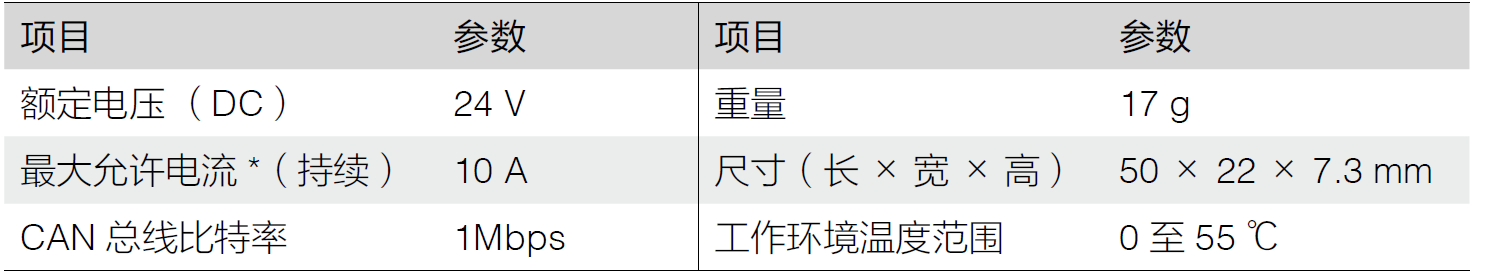 项目 参数 项目 参数
额定电压（DC） 24 V 重量 17 g
最大允许电流 *（持续） 10 A 尺寸（长 × 宽 × 高） 50 × 22 × 7.3 mm
CAN 总线比特率 1Mbps 工作环境温度范围 0 至 55 ℃